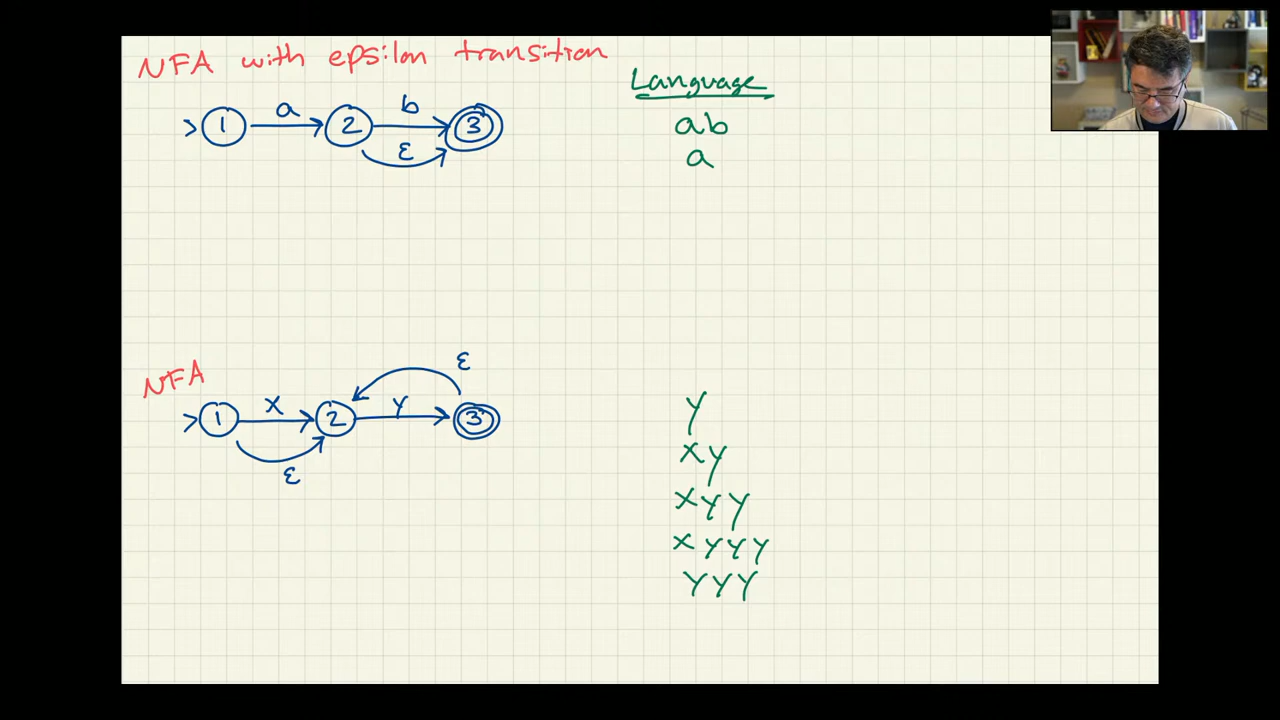 NFA with epsilon transition
Language
> 1 a 2 b 3
ε
ab
a
NFA
ε
> 1 x 2 y 3
ε
y
xy
xyy
xyyy
yyy